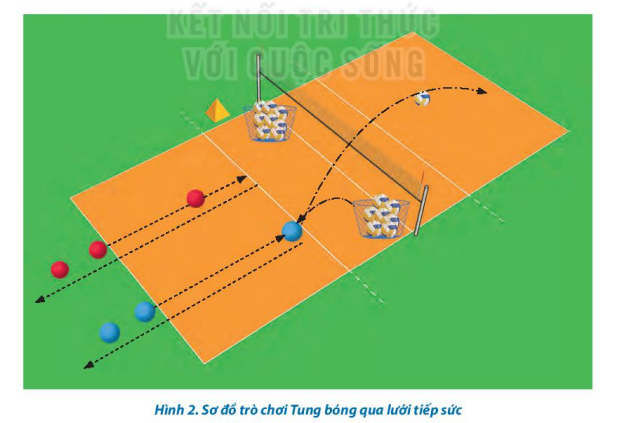 KẾT NỐI TRI THỨC
VỚI CUỘC SỐNG
Hình 2. Sơ đồ trò chơi Tung bóng qua lưới tiếp sức